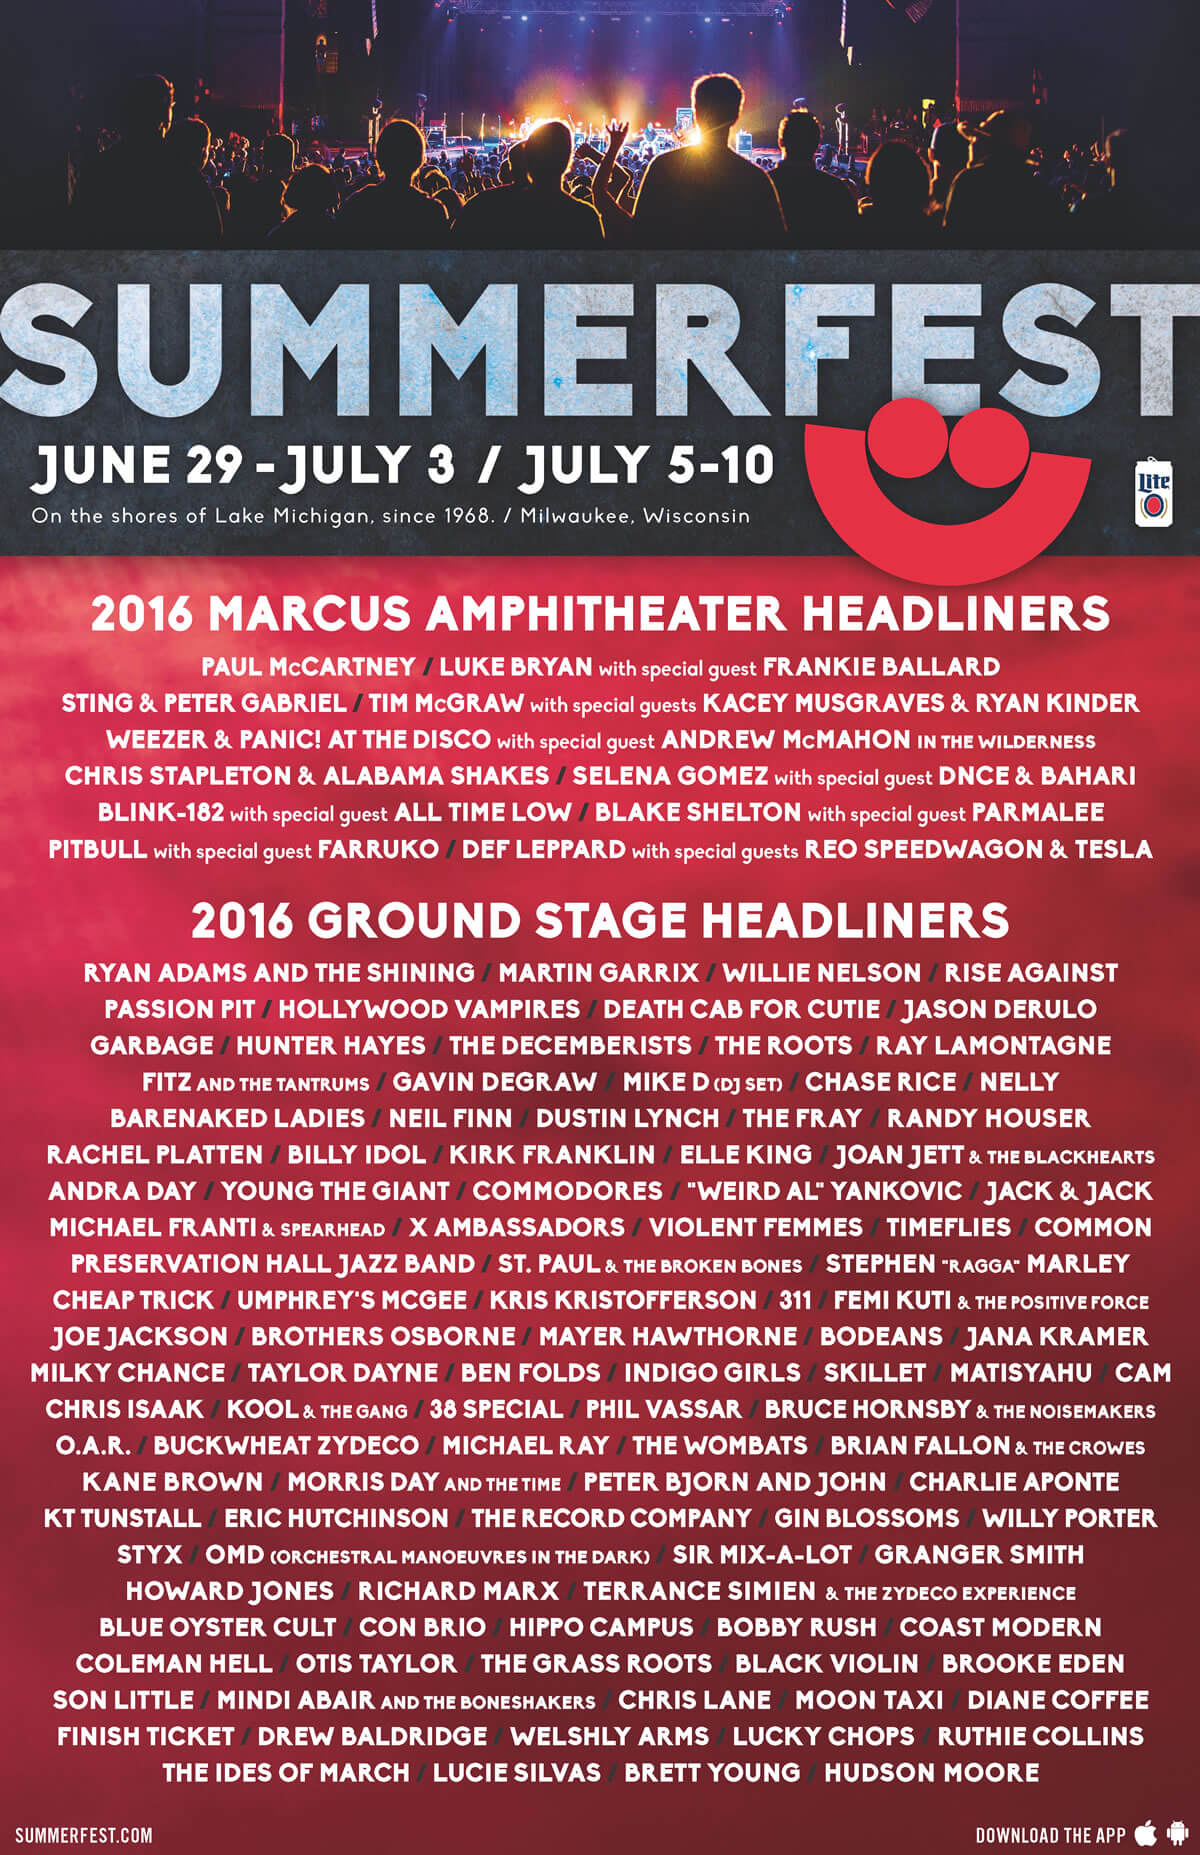 SUMMERFEST
JUNE 29 - JULY 3 / JULY 5-10
On the shores of Lake Michigan, since 1968. / Milwaukee, Wisconsin
Lite
2016 MARCUS AMPHITHEATER HEADLINERS
PAUL McCARTNEY / LUKE BRYAN with special guest FRANKIE BALLARD
STING & PETER GABRIEL / TIM McGRAW with special guests KACEY MUSGRAVES & RYAN KINDER
WEEZER & PANIC! AT THE DISCO with special guest ANDREW McMAHON IN THE WILDERNESS
CHRIS STAPLETON & ALABAMA SHAKES / SELENA GOMEZ with special guest DNCE & BAHARI
BLINK-182 with special guest ALL TIME LOW / BLAKE SHELTON with special guest PARMALEE
PITBULL with special guest FARRUKO / DEF LEPPARD with special guests REO SPEEDWAGON & TESLA
2016 GROUND STAGE HEADLINERS
RYAN ADAMS AND THE SHINING / MARTIN GARRIX / WILLIE NELSON / RISE AGAINST
PASSION PIT / HOLLYWOOD VAMPIRES / DEATH CAB FOR CUTIE / JASON DERULO
GARBAGE / HUNTER HAYES / THE DECEMBERISTS / THE ROOTS / RAY LAMONTAGNE
FITZ AND THE TANTRUMS / GAVIN DEGRAW / MIKE D (DJ SET) / CHASE RICE / NELLY
BARENAKED LADIES / NEIL FINN / DUSTIN LYNCH / THE FRAY / RANDY HOUSER
RACHEL PLATTEN / BILLY IDOL / KIRK FRANKLIN / ELLE KING / JOAN JETT & THE BLACKHEARTS
ANDRA DAY / YOUNG THE GIANT / COMMODORES / "WEIRD AL" YANKOVIC / JACK & JACK
MICHAEL FRANTI & SPEARHEAD / X AMBASSADORS / VIOLENT FEMMES / TIMEFLIES / COMMON
PRESERVATION HALL JAZZ BAND / ST. PAUL & THE BROKEN BONES / STEPHEN "RAGGA" MARLEY
CHEAP TRICK / UMPHREY'S MCGEE / KRIS KRISTOFFERSON / 311 / FEMI KUTI & THE POSITIVE FORCE
JOE JACKSON / BROTHERS OSBORNE / MAYER HAWTHORNE / BODEANS / JANA KRAMER
MILKY CHANCE / TAYLOR DAYNE / BEN FOLDS / INDIGO GIRLS / SKILLET / MATISYAHU / CAM
CHRIS ISAAK / KOOL & THE GANG / 38 SPECIAL / PHIL VASSAR / BRUCE HORNSBY & THE NOISEMAKERS
O.A.R. / BUCKWHEAT ZYDECO / MICHAEL RAY / THE WOMBATS / BRIAN FALLON & THE CROWES
KANE BROWN / MORRIS DAY AND THE TIME / PETER BJORN AND JOHN / CHARLIE APONTE
KT TUNSTALL / ERIC HUTCHINSON / THE RECORD COMPANY / GIN BLOSSOMS / WILLY PORTER
STYX / OMD (ORCHESTRAL MANOEUVRES IN THE DARK) / SIR MIX-A-LOT / GRANGER SMITH
HOWARD JONES / RICHARD MARX / TERRANCE SIMIEN & THE ZYDECO EXPERIENCE
BLUE OYSTER CULT / CON BRIO / HIPPO CAMPUS / BOBBY RUSH / COAST MODERN
COLEMAN HELL / OTIS TAYLOR / THE GRASS ROOTS / BLACK VIOLIN / BROOKE EDEN
SON LITTLE / MINDI ABAIR AND THE BONESHAKERS / CHRIS LANE / MOON TAXI / DIANE COFFEE
FINISH TICKET / DREW BALDRIDGE / WELSHLY ARMS / LUCKY CHOPS / RUTHIE COLLINS
THE IDES OF MARCH / LUCIE SILVAS / BRETT YOUNG / HUDSON MOORE
SUMMERFEST.COM
DOWNLOAD THE APP